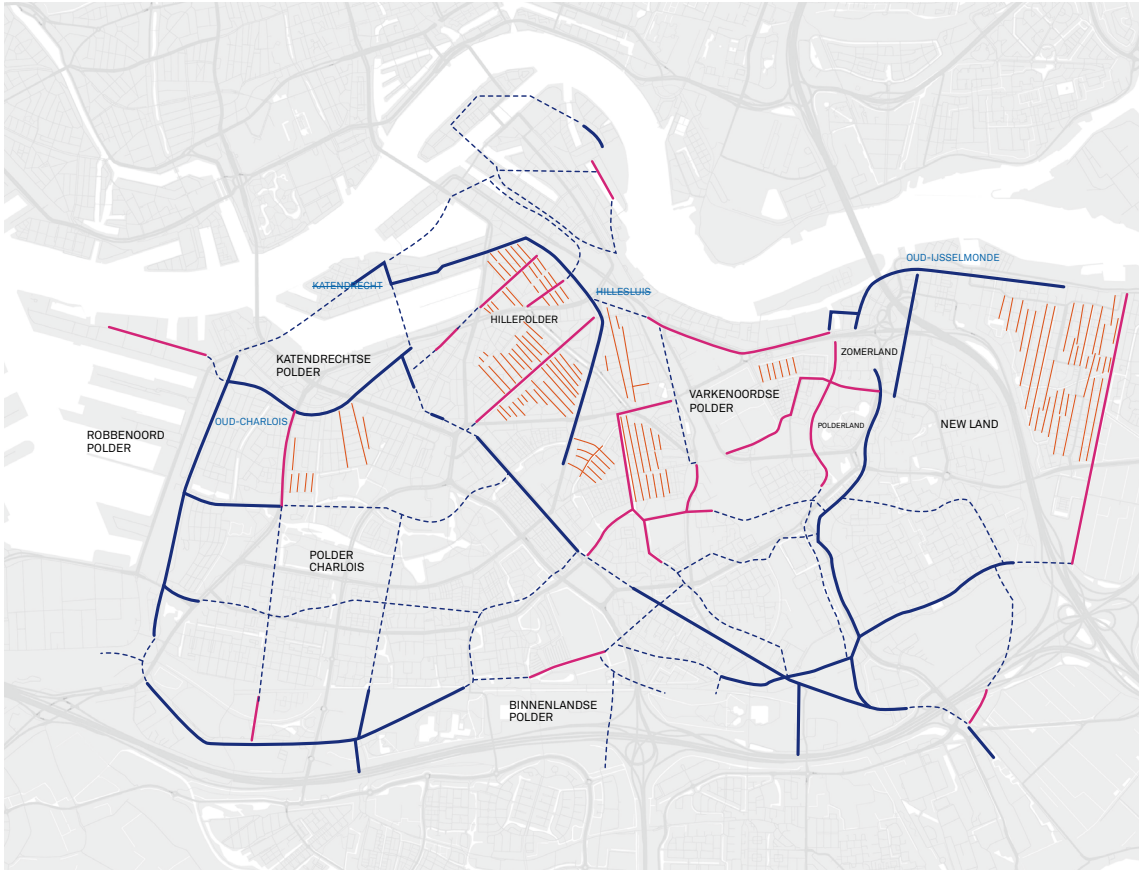 OUD-IJSSELMONDE
KATENDRECHT
HILLESLUIS
HILLEPOLDER
ZOMERLAND
KATENDRECHTSE
POLDER
VARKENOORDSE
POLDER
OUD-CHARLOIS
POLDERLAND
NEW LAND
ROBBENOORD
POLDER
POLDER
CHARLOIS
BINNENLANDSE
POLDER